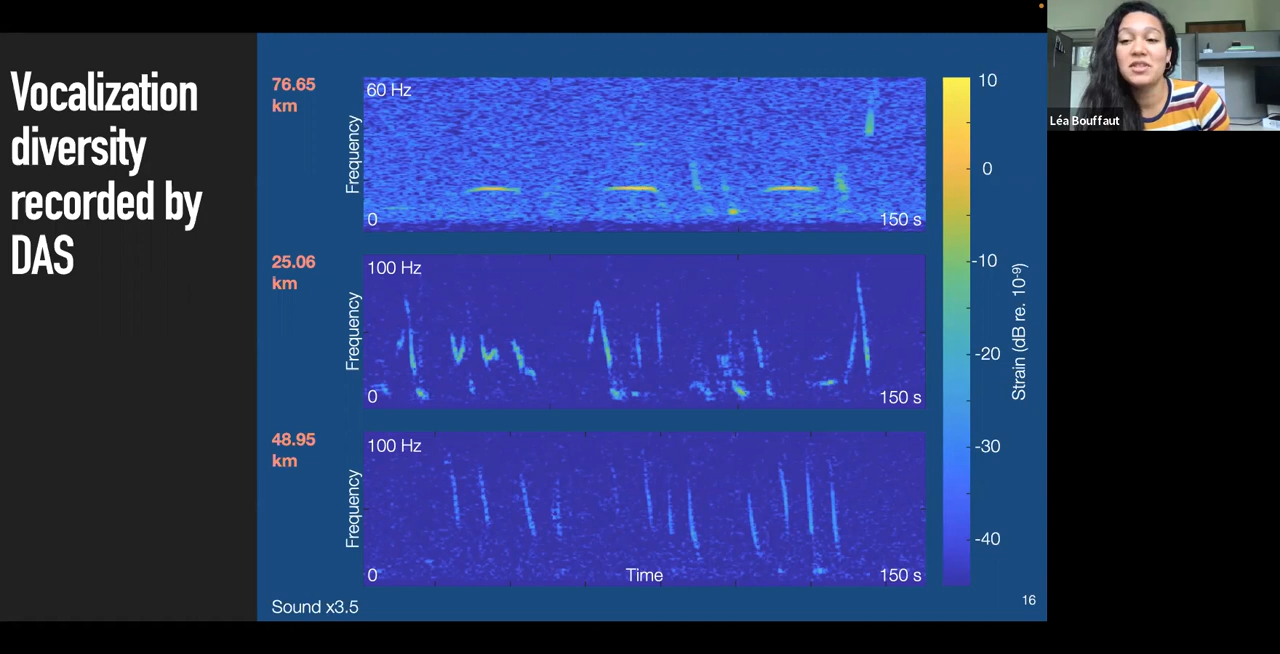 Vocalization
diversity
recorded by
DAS
76.65
km
60 Hz
Frequency
0
150 s
25.06
km
100 Hz
Frequency
0
150 s
48.95
km
100 Hz
Frequency
0
Time
150 s
10
0
-10
-20
-30
-40
Strain (dB re. 10⁻⁹)
Sound x3.5
16
Léa Bouffaut